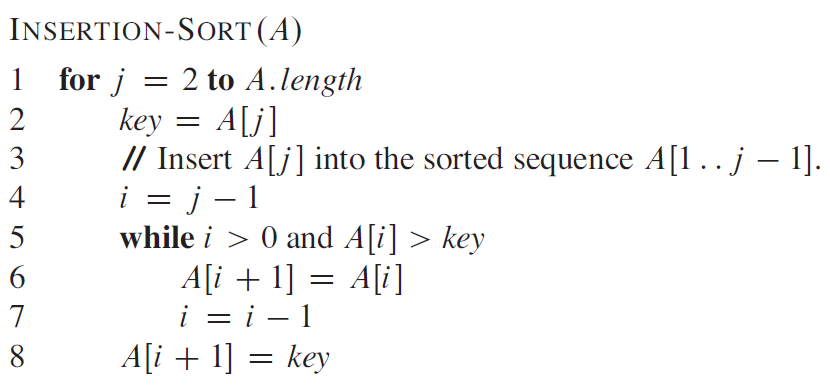 INSERTION-SORT(A)
1 for j = 2 to A.length
2 key = A[j]
3 // Insert A[j] into the sorted sequence A[1 .. j − 1].
4 i = j − 1
5 while i > 0 and A[i] > key
6 A[i + 1] = A[i]
7 i = i − 1
8 A[i + 1] = key